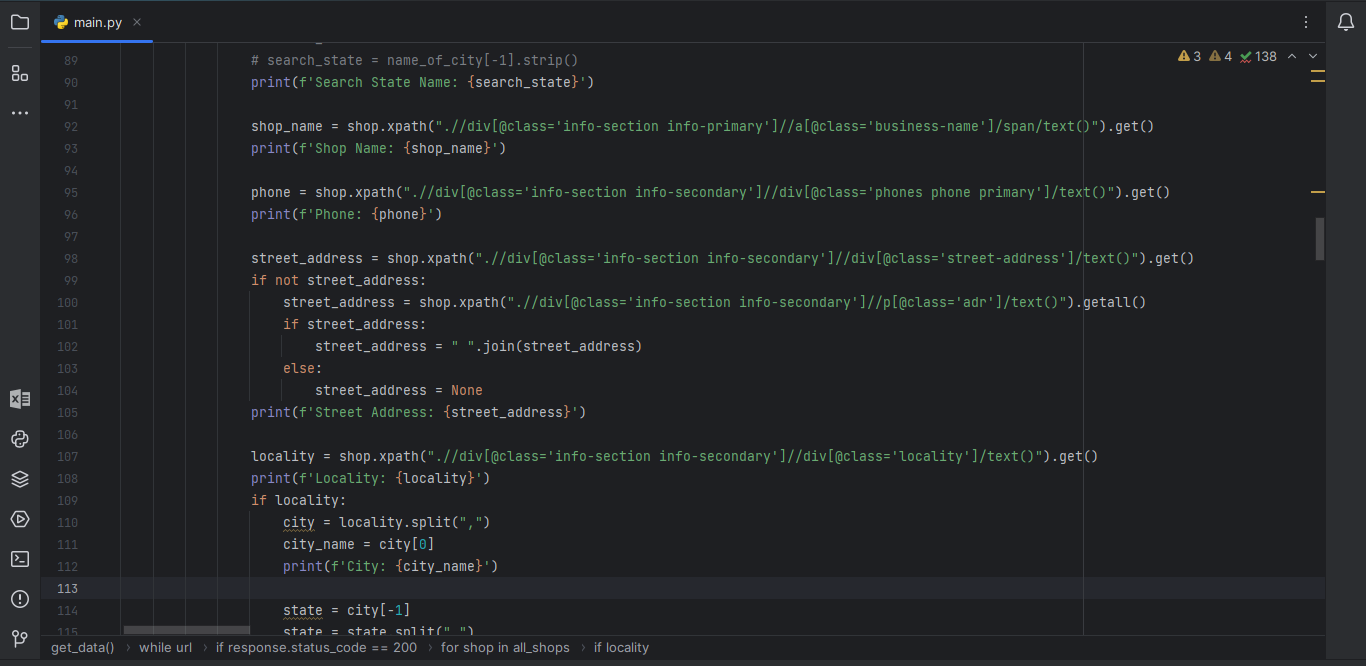 main.py
3 4 138
89 # search_state = name_of_city[-1].strip()
90 print(f'Search State Name: {search_state}')
91
92 shop_name = shop.xpath(".//div[@class='info-section info-primary']//a[@class='business-name']/span/text()").get()
93 print(f'Shop Name: {shop_name}')
94
95 phone = shop.xpath(".//div[@class='info-section info-secondary']//div[@class='phones phone primary']/text()").get()
96 print(f'Phone: {phone}')
97
98 street_address = shop.xpath(".//div[@class='info-section info-secondary']//div[@class='street-address']/text()").get()
99 if not street_address:
100 street_address = shop.xpath(".//div[@class='info-section info-secondary']//p[@class='adr']/text()").getall()
101 if street_address:
102 street_address = " ".join(street_address)
103 else:
104 street_address = None
105 print(f'Street Address: {street_address}')
106
107 locality = shop.xpath(".//div[@class='info-section info-secondary']//div[@class='locality']/text()").get()
108 print(f'Locality: {locality}')
109 if locality:
110 city = locality.split(",")
111 city_name = city[0]
112 print(f'City: {city_name}')
113
114 state = city[-1]
115 state = state.split(" ")
get_data() › while url › if response.status_code == 200 › for shop in all_shops › if locality